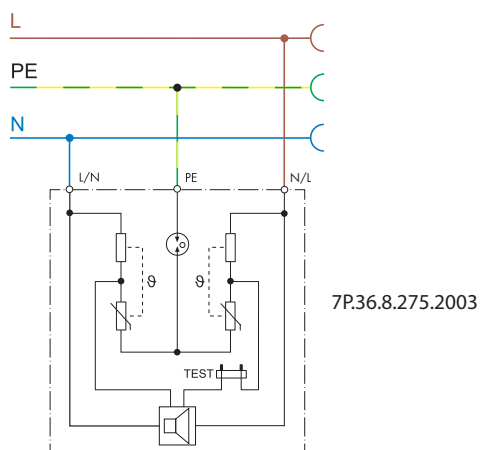 L
PE
N
L/N PE N/L
ϑ ϑ
7P.36.8.275.2003
TEST